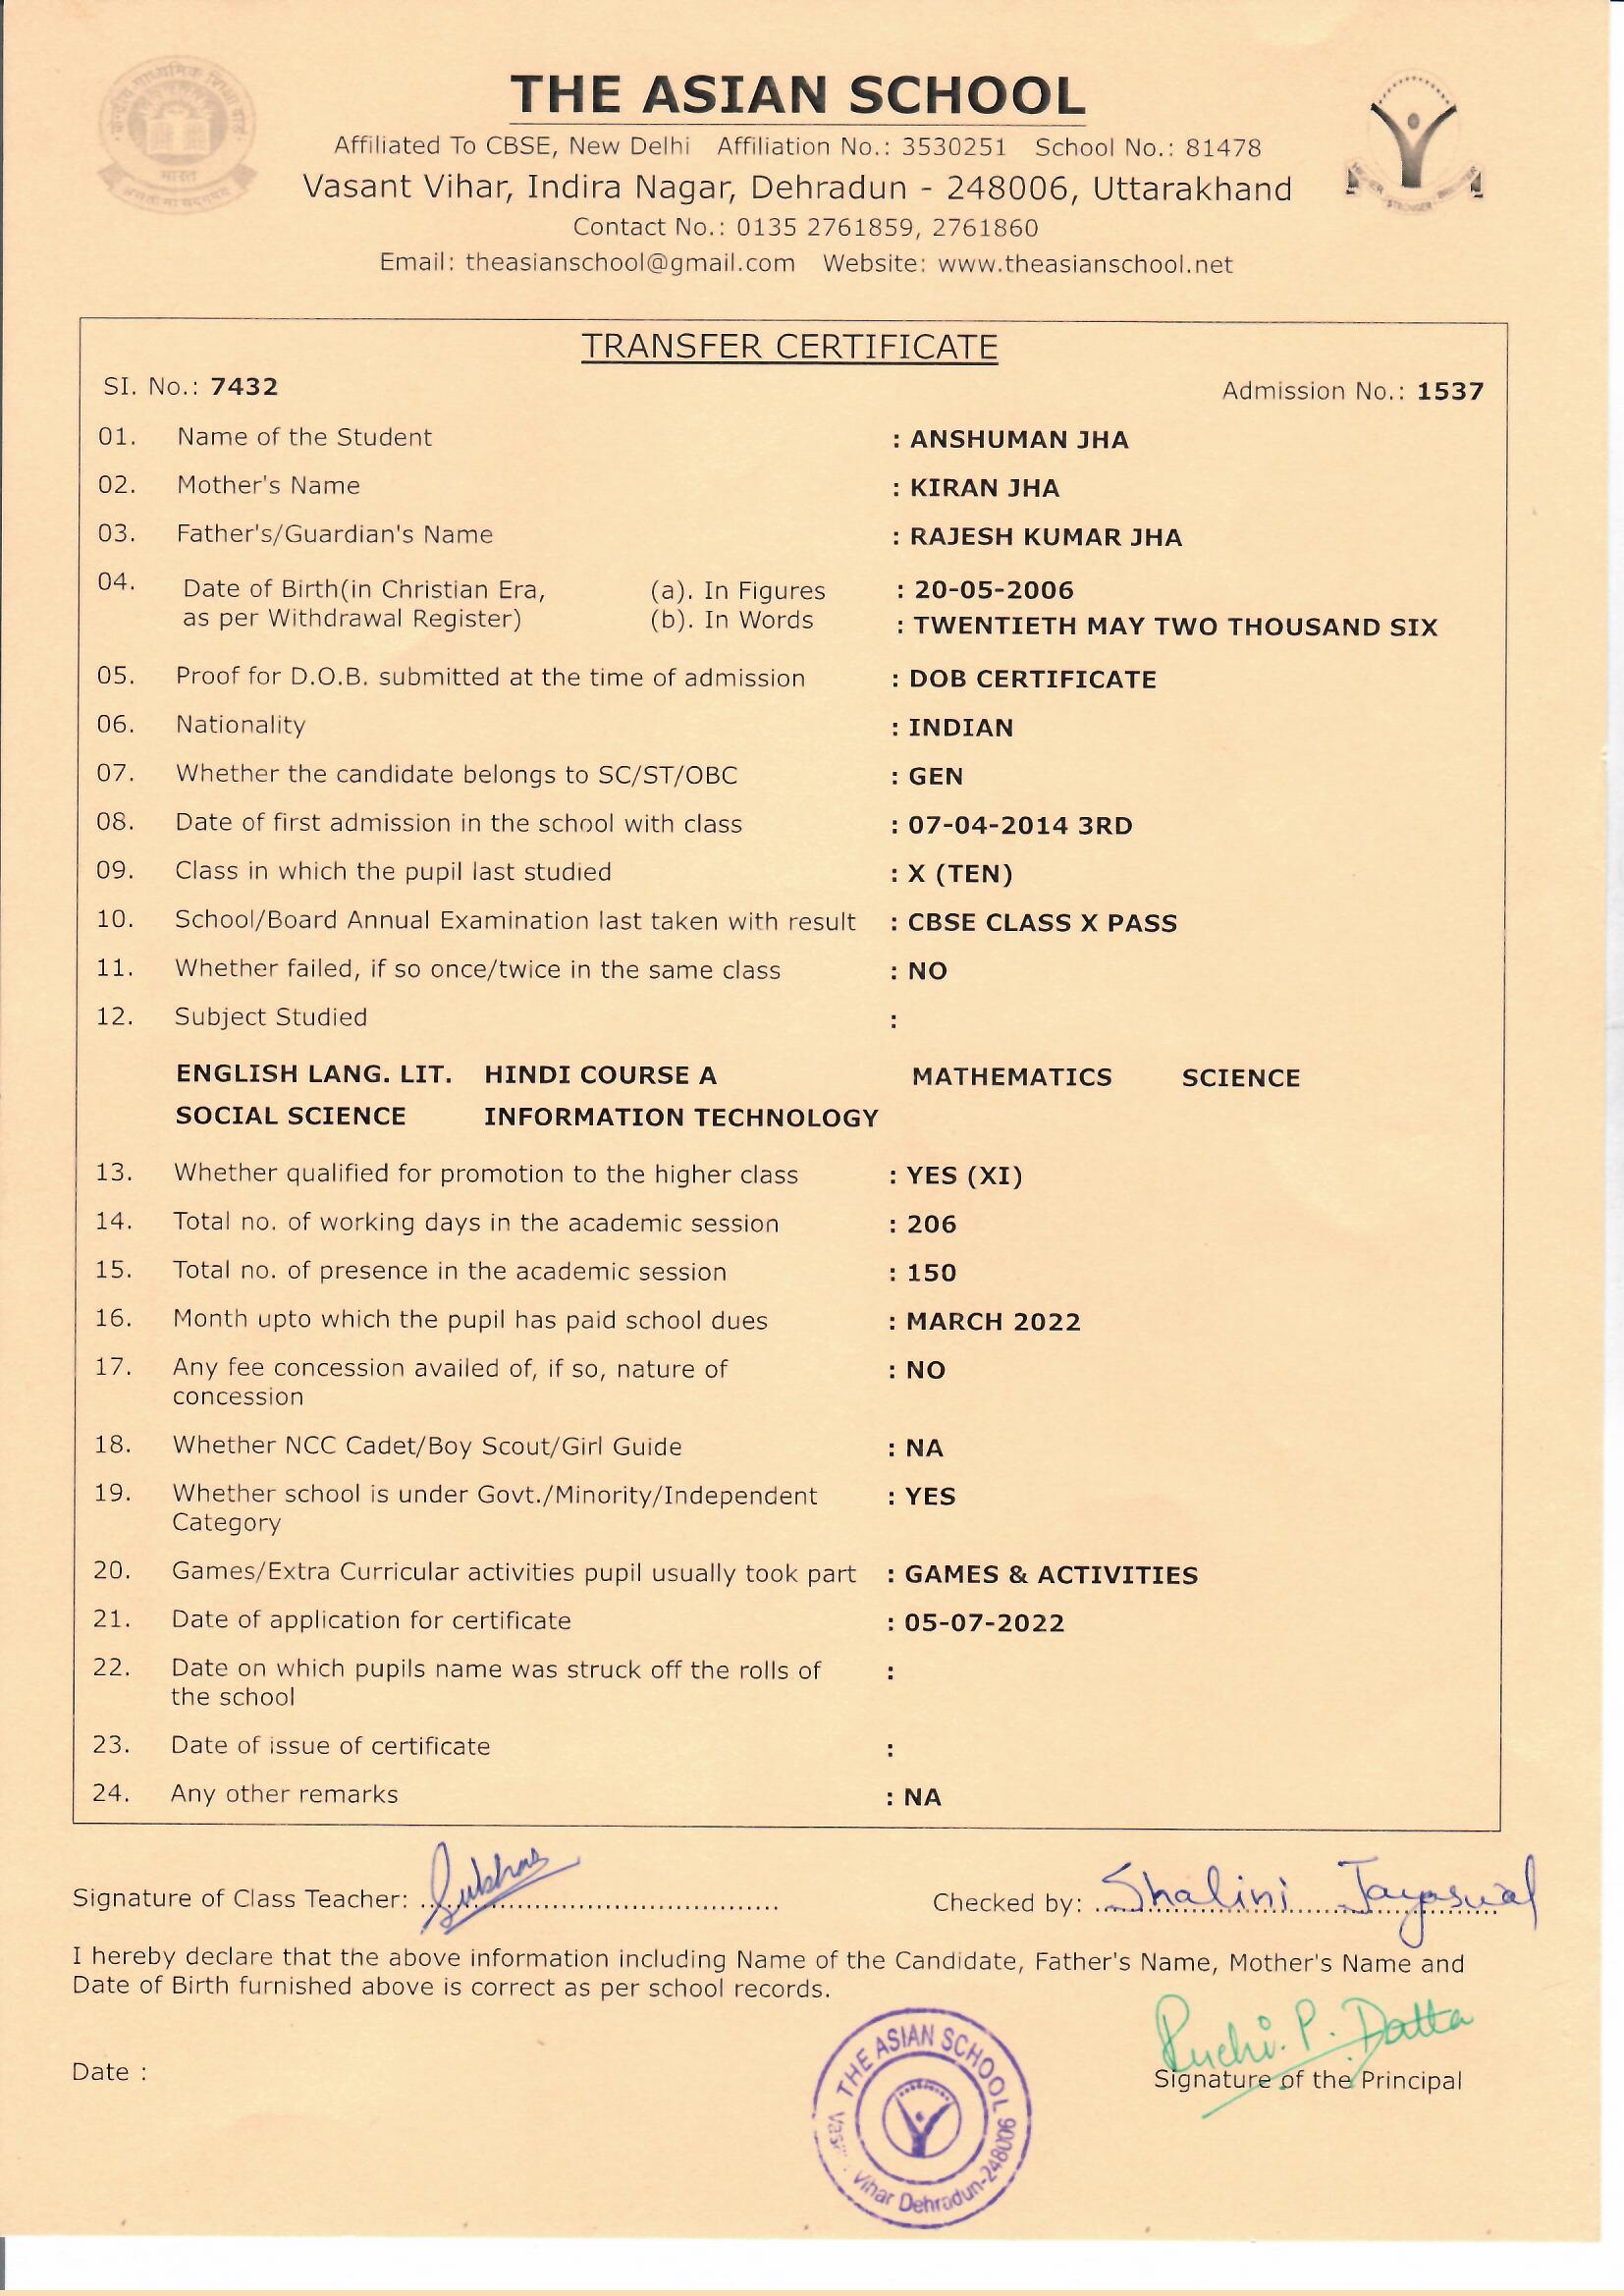 THE ASIAN SCHOOL
Affiliated To CBSE, New Delhi Affiliation No.: 3530251 School No.: 81478
Vasant Vihar, Indira Nagar, Dehradun - 248006, Uttarakhand
Contact No.: 0135 2761859, 2761860
Email: theasianschool@gmail.com Website: www.theasianschool.net
भारत
TRANSFER CERTIFICATE
SI. No.: 7432 Admission No.: 1537
01. Name of the Student : ANSHUMAN JHA
02. Mother's Name : KIRAN JHA
03. Father's/Guardian's Name : RAJESH KUMAR JHA
04. Date of Birth(in Christian Era, (a). In Figures : 20-05-2006
as per Withdrawal Register) (b). In Words : TWENTIETH MAY TWO THOUSAND SIX
05. Proof for D.O.B. submitted at the time of admission : DOB CERTIFICATE
06. Nationality : INDIAN
07. Whether the candidate belongs to SC/ST/OBC : GEN
08. Date of first admission in the school with class : 07-04-2014 3RD
09. Class in which the pupil last studied : X (TEN)
10. School/Board Annual Examination last taken with result : CBSE CLASS X PASS
11. Whether failed, if so once/twice in the same class : NO
12. Subject Studied :
ENGLISH LANG. LIT. HINDI COURSE A MATHEMATICS SCIENCE
SOCIAL SCIENCE INFORMATION TECHNOLOGY
13. Whether qualified for promotion to the higher class : YES (XI)
14. Total no. of working days in the academic session : 206
15. Total no. of presence in the academic session : 150
16. Month upto which the pupil has paid school dues : MARCH 2022
17. Any fee concession availed of, if so, nature of : NO
concession
18. Whether NCC Cadet/Boy Scout/Girl Guide : NA
19. Whether school is under Govt./Minority/Independent : YES
Category
20. Games/Extra Curricular activities pupil usually took part : GAMES & ACTIVITIES
21. Date of application for certificate : 05-07-2022
22. Date on which pupils name was struck off the rolls of :
the school
23. Date of issue of certificate :
24. Any other remarks : NA
Signature of Class Teacher: Checked by: Shalini Jayaswal
I hereby declare that the above information including Name of the Candidate, Father's Name, Mother's Name and
Date of Birth furnished above is correct as per school records.
Ruchi. P. Datta
Date : Signature of the Principal
THE ASIAN SCHOOL
Vihar Dehradun-248006